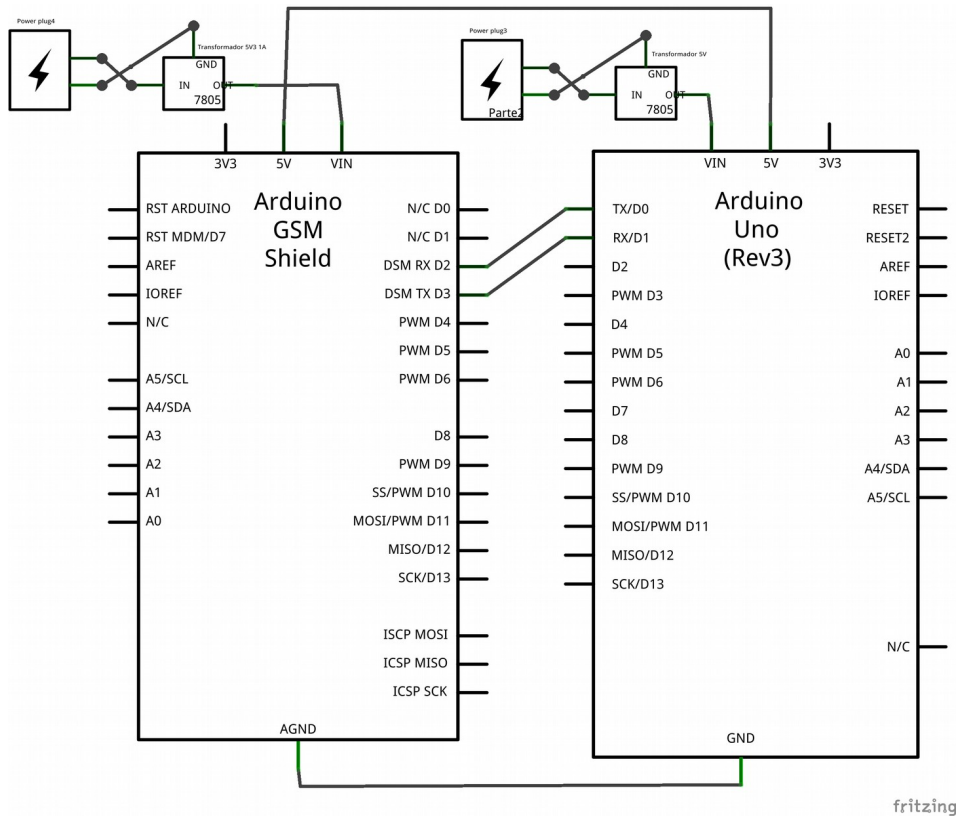 Power plug4
Transformador 5V3 1A
GND
IN
OUT
7805
Power plug3
Parte2
Transformador 5V
GND
IN
OUT
7805
3V3
5V
VIN
Arduino
GSM
Shield
RST ARDUINO
RST MDM/D7
AREF
IOREF
N/C
A5/SCL
A4/SDA
A3
A2
A1
A0
N/C D0
N/C D1
DSM RX D2
DSM TX D3
PWM D4
PWM D5
PWM D6
D8
PWM D9
SS/PWM D10
MOSI/PWM D11
MISO/D12
SCK/D13
ISCP MOSI
ICSP MISO
ICSP SCK
AGND
VIN
5V
3V3
Arduino
Uno
(Rev3)
TX/D0
RX/D1
D2
PWM D3
D4
PWM D5
PWM D6
D7
D8
PWM D9
SS/PWM D10
MOSI/PWM D11
MISO/D12
SCK/D13
RESET
RESET2
AREF
IOREF
A0
A1
A2
A3
A4/SDA
A5/SCL
N/C
GND
fritzing